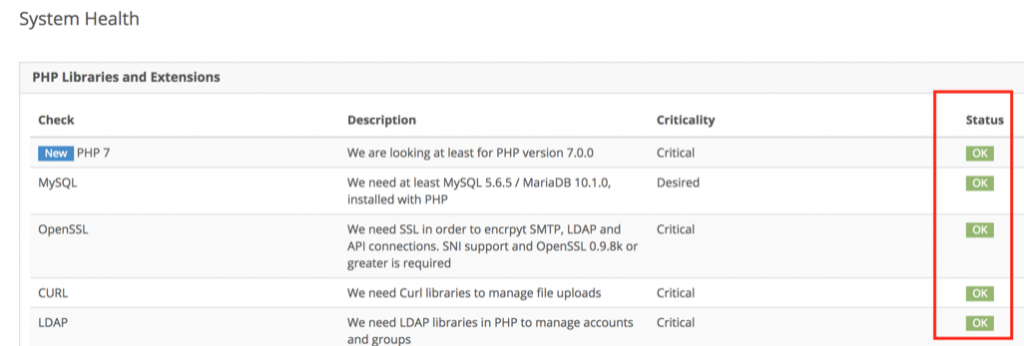 System Health
PHP Libraries and Extensions
Check Description Criticality Status
New PHP 7 We are looking at least for PHP version 7.0.0 Critical OK
MySQL We need at least MySQL 5.6.5 / MariaDB 10.1.0, Desired OK
installed with PHP
OpenSSL We need SSL in order to encrpyt SMTP, LDAP and Critical OK
API connections. SNI support and OpenSSL 0.9.8k or
greater is required
CURL We need Curl libraries to manage file uploads Critical OK
LDAP We need LDAP libraries in PHP to manage accounts Critical OK
and groups